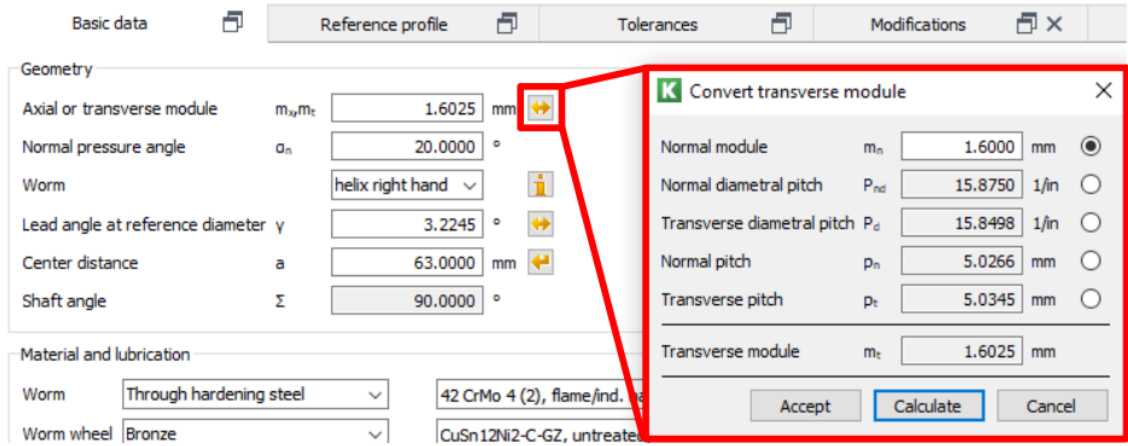 Basic data Reference profile Tolerances Modifications
Geometry
Axial or transverse module mx,mt 1.6025 mm
Normal pressure angle αn 20.0000 °
Worm helix right hand
Lead angle at reference diameter γ 3.2245 °
Center distance a 63.0000 mm
Shaft angle Σ 90.0000 °
Material and lubrication
Worm Through hardening steel 42 CrMo 4 (2), flame/ind.
Worm wheel Bronze CuSn12Ni2-C-GZ, untreated
K Convert transverse module
Normal module mn 1.6000 mm
Normal diametral pitch Pnd 15.8750 1/in
Transverse diametral pitch Pd 15.8498 1/in
Normal pitch pn 5.0266 mm
Transverse pitch pt 5.0345 mm
Transverse module mt 1.6025 mm
Accept Calculate Cancel